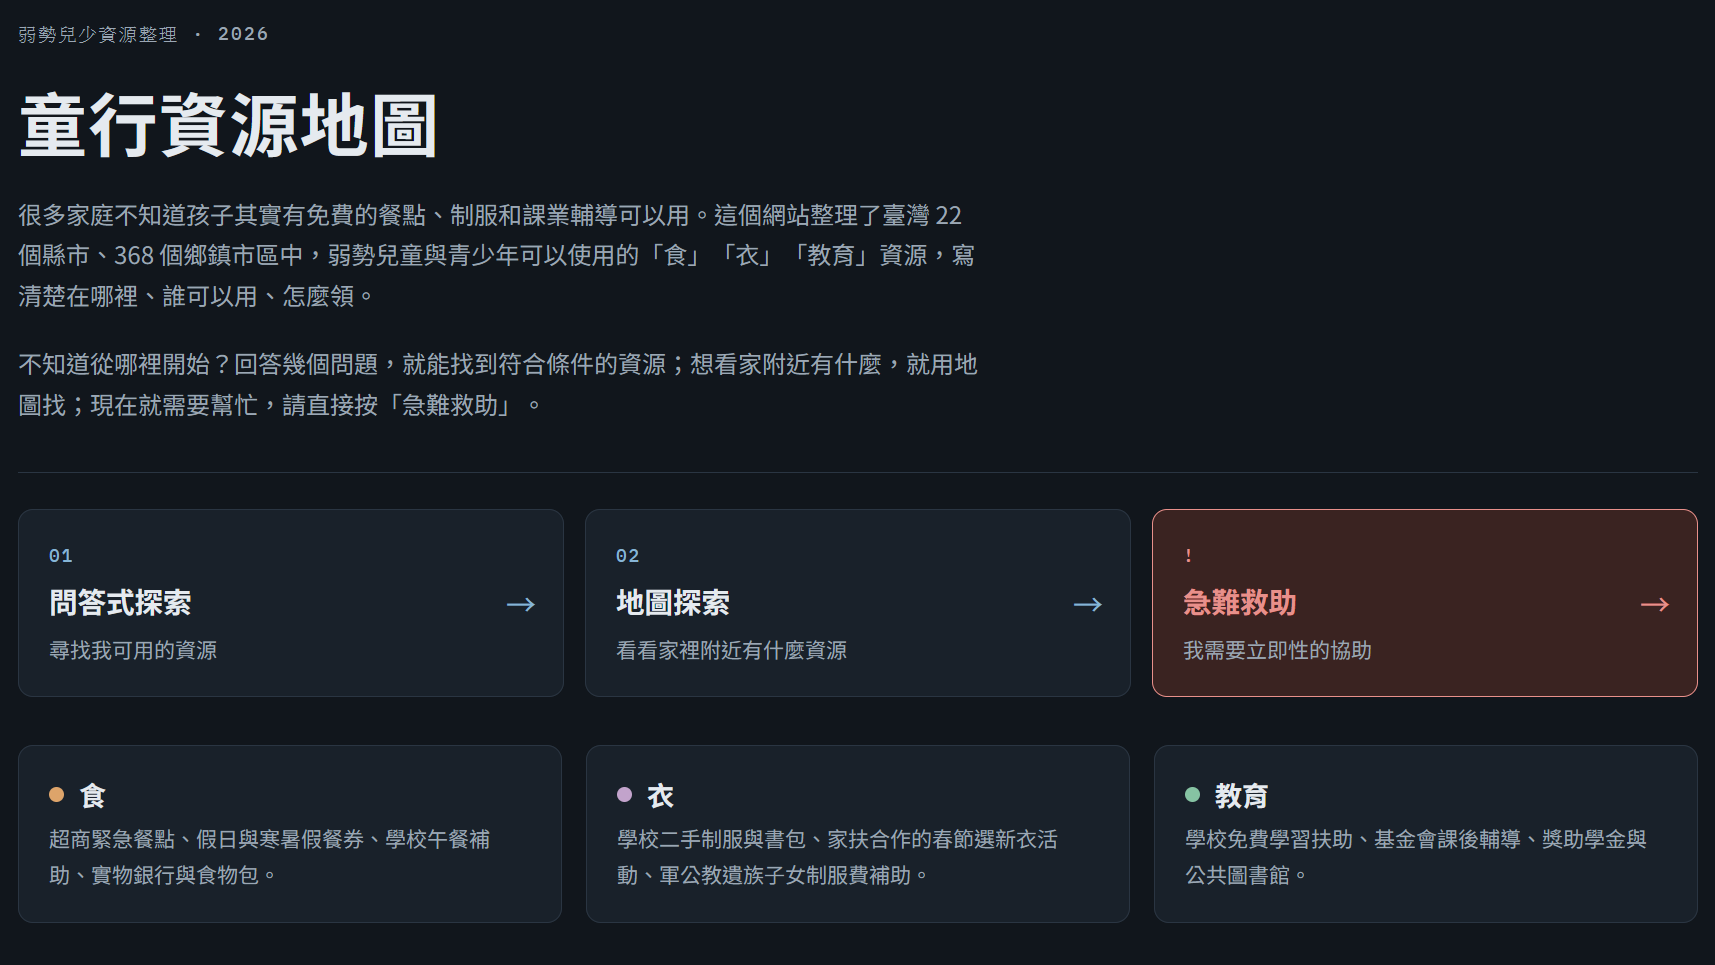 弱勢兒少資源整理 · 2026
童行資源地圖
很多家庭不知道孩子其實有免費的餐點、制服和課業輔導可以用。這個網站整理了臺灣 22
個縣市、368 個鄉鎮市區中，弱勢兒童與青少年可以使用的「食」「衣」「教育」資源，寫
清楚在哪裡、誰可以用、怎麼領。
不知道從哪裡開始？回答幾個問題，就能找到符合條件的資源；想看家附近有什麼，就用地
圖找；現在就需要幫忙，請直接按「急難救助」。
01
問答式探索 →
尋找我可用的資源
02
地圖探索 →
看看家裡附近有什麼資源
!
急難救助 →
我需要立即性的協助
食
超商緊急餐點、假日與寒暑假餐券、學校午餐補
助、實物銀行與食物包。
衣
學校二手制服與書包、家扶合作的春節選新衣活
動、軍公教遺族子女制服費補助。
教育
學校免費學習扶助、基金會課後輔導、獎助學金與
公共圖書館。